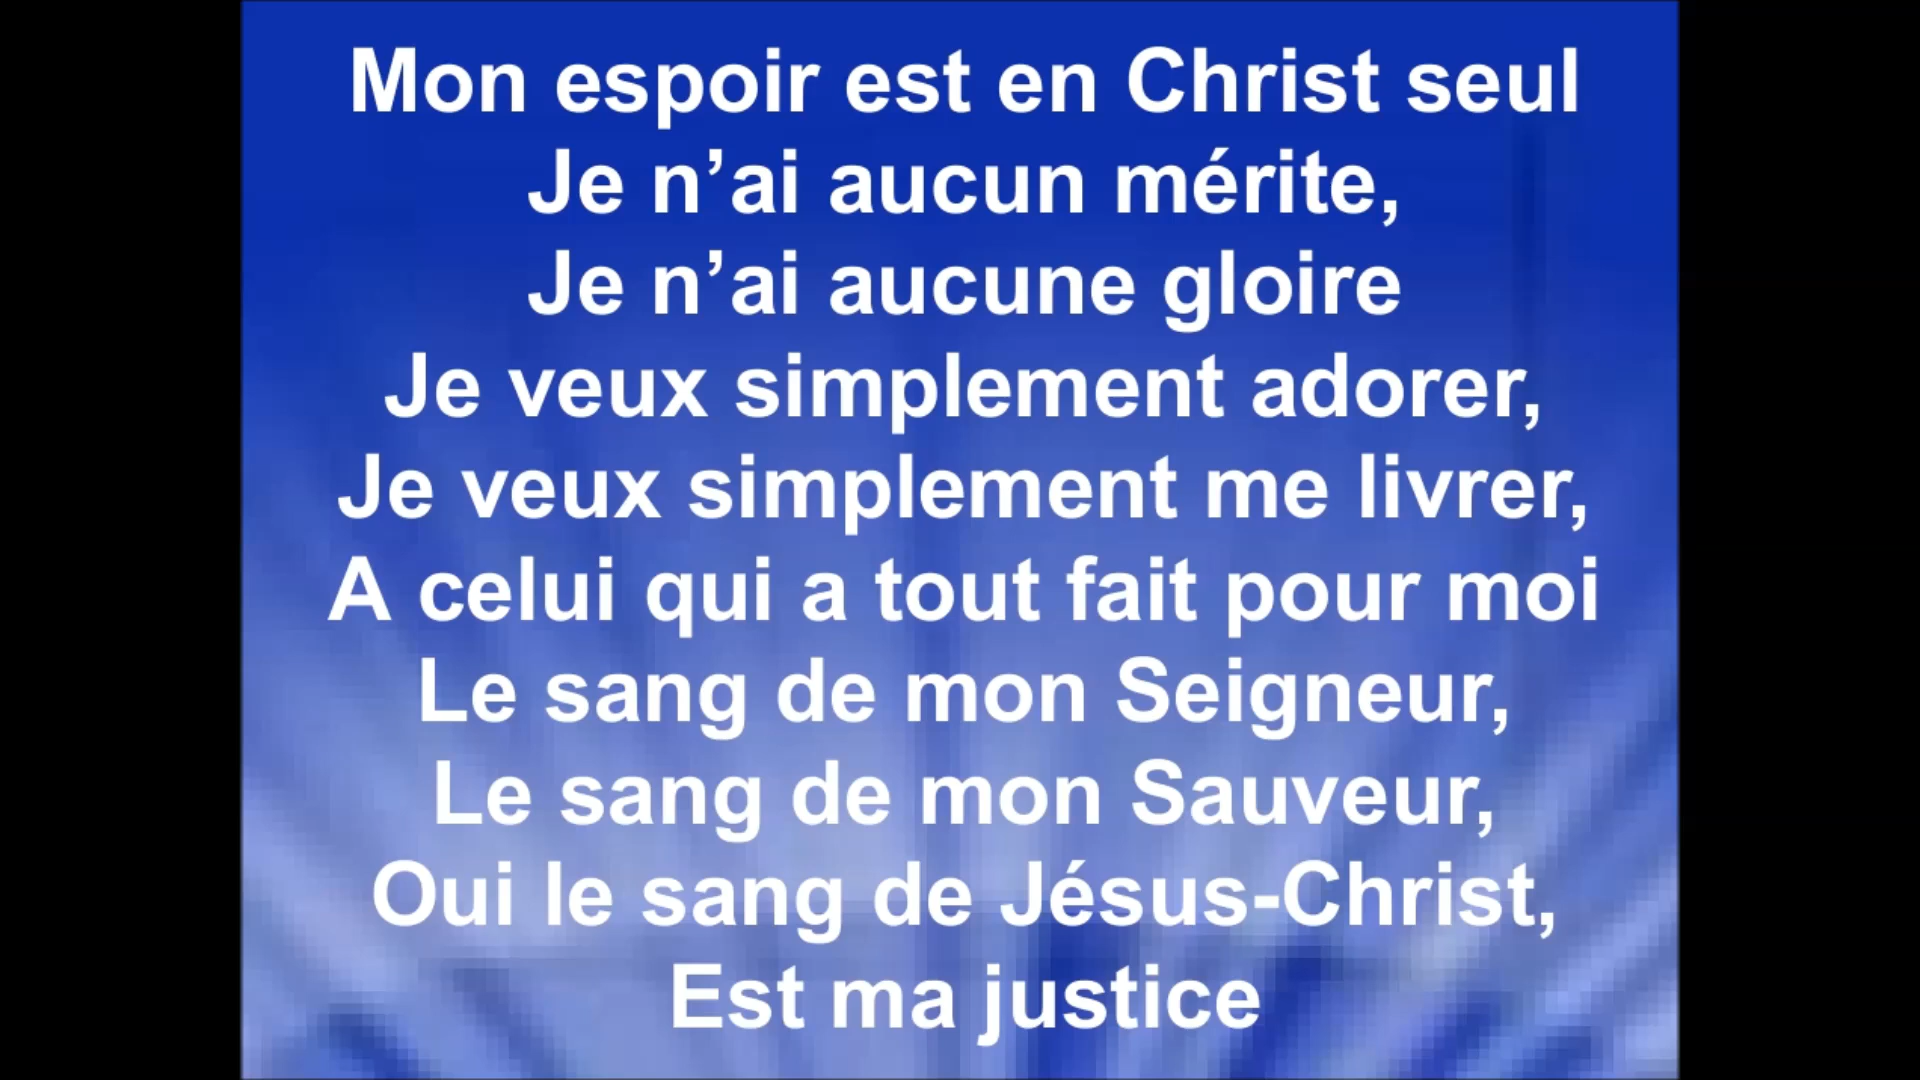 Mon espoir est en Christ seul
Je n’ai aucun mérite,
Je n’ai aucune gloire
Je veux simplement adorer,
Je veux simplement me livrer,
A celui qui a tout fait pour moi
Le sang de mon Seigneur,
Le sang de mon Sauveur,
Oui le sang de Jésus-Christ,
Est ma justice